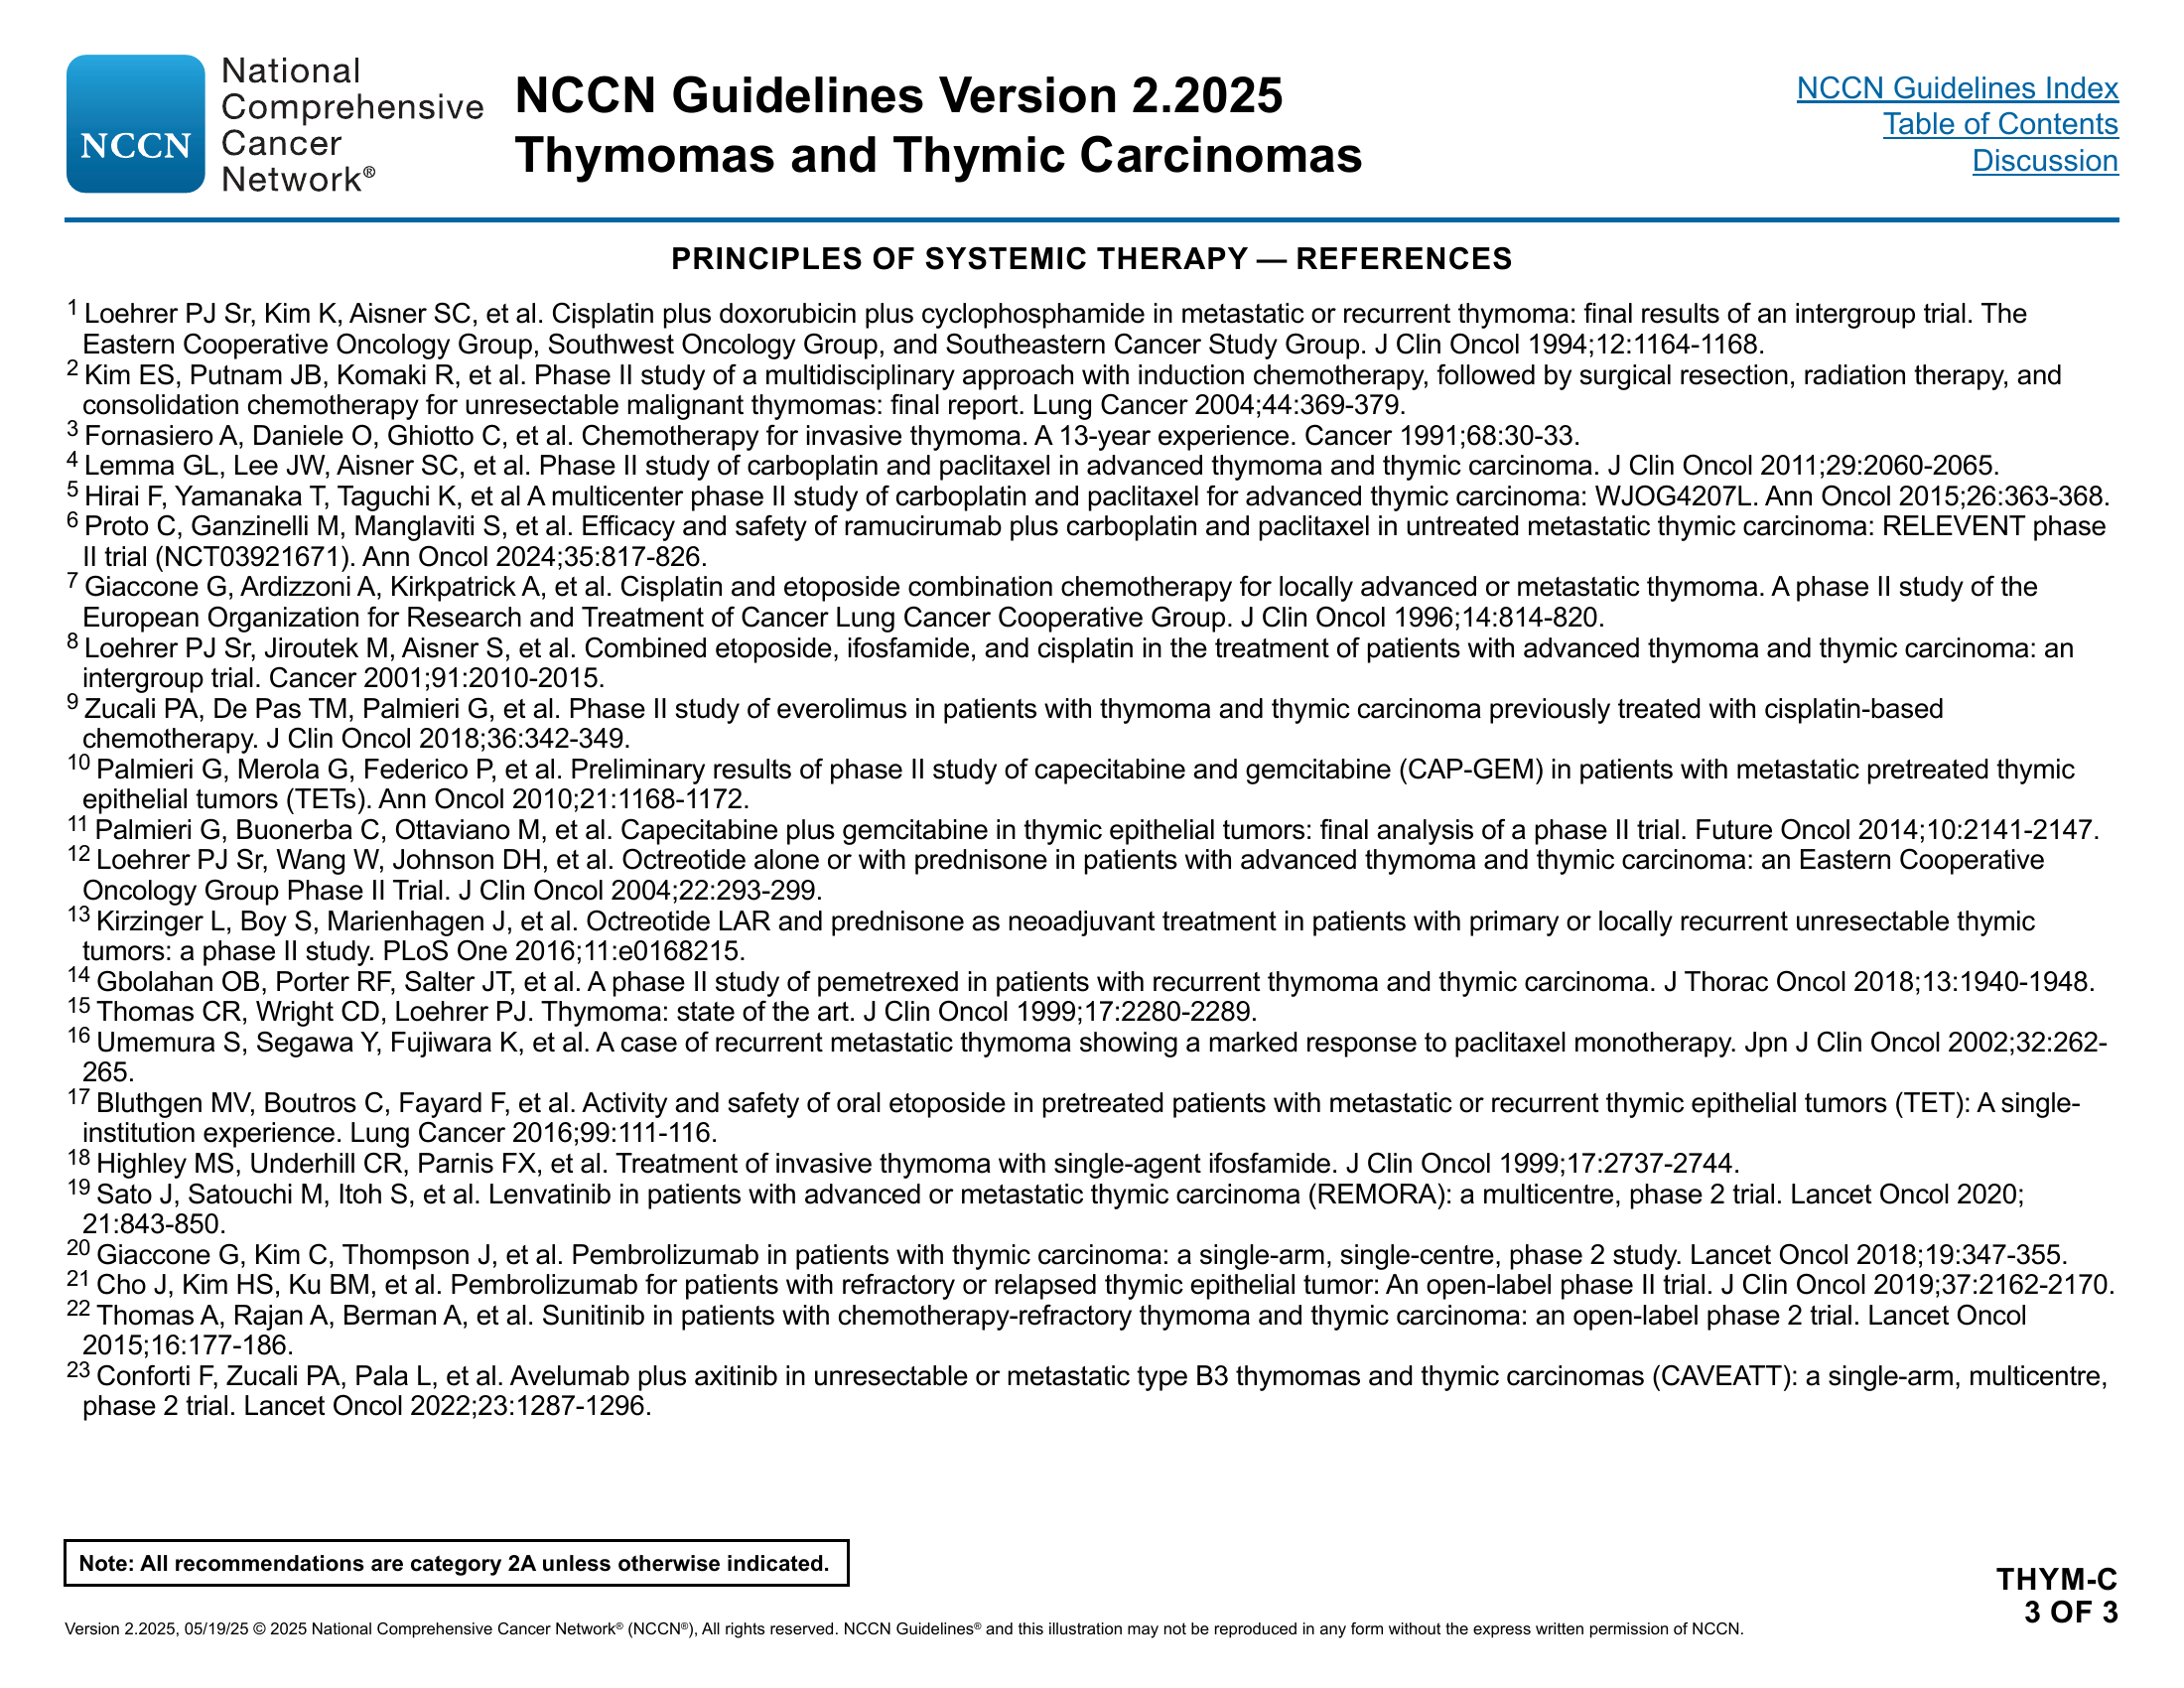 National
Comprehensive
Cancer
Network®
NCCN
NCCN Guidelines Version 2.2025
Thymomas and Thymic Carcinomas
NCCN Guidelines Index
Table of Contents
Discussion
PRINCIPLES OF SYSTEMIC THERAPY — REFERENCES
1 Loehrer PJ Sr, Kim K, Aisner SC, et al. Cisplatin plus doxorubicin plus cyclophosphamide in metastatic or recurrent thymoma: final results of an intergroup trial. The
Eastern Cooperative Oncology Group, Southwest Oncology Group, and Southeastern Cancer Study Group. J Clin Oncol 1994;12:1164-1168.
2 Kim ES, Putnam JB, Komaki R, et al. Phase II study of a multidisciplinary approach with induction chemotherapy, followed by surgical resection, radiation therapy, and
consolidation chemotherapy for unresectable malignant thymomas: final report. Lung Cancer 2004;44:369-379.
3 Fornasiero A, Daniele O, Ghiotto C, et al. Chemotherapy for invasive thymoma. A 13-year experience. Cancer 1991;68:30-33.
4 Lemma GL, Lee JW, Aisner SC, et al. Phase II study of carboplatin and paclitaxel in advanced thymoma and thymic carcinoma. J Clin Oncol 2011;29:2060-2065.
5 Hirai F, Yamanaka T, Taguchi K, et al A multicenter phase II study of carboplatin and paclitaxel for advanced thymic carcinoma: WJOG4207L. Ann Oncol 2015;26:363-368.
6 Proto C, Ganzinelli M, Manglaviti S, et al. Efficacy and safety of ramucirumab plus carboplatin and paclitaxel in untreated metastatic thymic carcinoma: RELEVENT phase
II trial (NCT03921671). Ann Oncol 2024;35:817-826.
7 Giaccone G, Ardizzoni A, Kirkpatrick A, et al. Cisplatin and etoposide combination chemotherapy for locally advanced or metastatic thymoma. A phase II study of the
European Organization for Research and Treatment of Cancer Lung Cancer Cooperative Group. J Clin Oncol 1996;14:814-820.
8 Loehrer PJ Sr, Jiroutek M, Aisner S, et al. Combined etoposide, ifosfamide, and cisplatin in the treatment of patients with advanced thymoma and thymic carcinoma: an
intergroup trial. Cancer 2001;91:2010-2015.
9 Zucali PA, De Pas TM, Palmieri G, et al. Phase II study of everolimus in patients with thymoma and thymic carcinoma previously treated with cisplatin-based
chemotherapy. J Clin Oncol 2018;36:342-349.
10 Palmieri G, Merola G, Federico P, et al. Preliminary results of phase II study of capecitabine and gemcitabine (CAP-GEM) in patients with metastatic pretreated thymic
epithelial tumors (TETs). Ann Oncol 2010;21:1168-1172.
11 Palmieri G, Buonerba C, Ottaviano M, et al. Capecitabine plus gemcitabine in thymic epithelial tumors: final analysis of a phase II trial. Future Oncol 2014;10:2141-2147.
12 Loehrer PJ Sr, Wang W, Johnson DH, et al. Octreotide alone or with prednisone in patients with advanced thymoma and thymic carcinoma: an Eastern Cooperative
Oncology Group Phase II Trial. J Clin Oncol 2004;22:293-299.
13 Kirzinger L, Boy S, Marienhagen J, et al. Octreotide LAR and prednisone as neoadjuvant treatment in patients with primary or locally recurrent unresectable thymic
tumors: a phase II study. PLoS One 2016;11:e0168215.
14 Gbolahan OB, Porter RF, Salter JT, et al. A phase II study of pemetrexed in patients with recurrent thymoma and thymic carcinoma. J Thorac Oncol 2018;13:1940-1948.
15 Thomas CR, Wright CD, Loehrer PJ. Thymoma: state of the art. J Clin Oncol 1999;17:2280-2289.
16 Umemura S, Segawa Y, Fujiwara K, et al. A case of recurrent metastatic thymoma showing a marked response to paclitaxel monotherapy. Jpn J Clin Oncol 2002;32:262-
265.
17 Bluthgen MV, Boutros C, Fayard F, et al. Activity and safety of oral etoposide in pretreated patients with metastatic or recurrent thymic epithelial tumors (TET): A single-
institution experience. Lung Cancer 2016;99:111-116.
18 Highley MS, Underhill CR, Parnis FX, et al. Treatment of invasive thymoma with single-agent ifosfamide. J Clin Oncol 1999;17:2737-2744.
19 Sato J, Satouchi M, Itoh S, et al. Lenvatinib in patients with advanced or metastatic thymic carcinoma (REMORA): a multicentre, phase 2 trial. Lancet Oncol 2020;
21:843-850.
20 Giaccone G, Kim C, Thompson J, et al. Pembrolizumab in patients with thymic carcinoma: a single-arm, single-centre, phase 2 study. Lancet Oncol 2018;19:347-355.
21 Cho J, Kim HS, Ku BM, et al. Pembrolizumab for patients with refractory or relapsed thymic epithelial tumor: An open-label phase II trial. J Clin Oncol 2019;37:2162-2170.
22 Thomas A, Rajan A, Berman A, et al. Sunitinib in patients with chemotherapy-refractory thymoma and thymic carcinoma: an open-label phase 2 trial. Lancet Oncol
2015;16:177-186.
23 Conforti F, Zucali PA, Pala L, et al. Avelumab plus axitinib in unresectable or metastatic type B3 thymomas and thymic carcinomas (CAVEATT): a single-arm, multicentre,
phase 2 trial. Lancet Oncol 2022;23:1287-1296.
Note: All recommendations are category 2A unless otherwise indicated.
THYM-C
3 OF 3
Version 2.2025, 05/19/25 © 2025 National Comprehensive Cancer Network® (NCCN®), All rights reserved. NCCN Guidelines® and this illustration may not be reproduced in any form without the express written permission of NCCN.